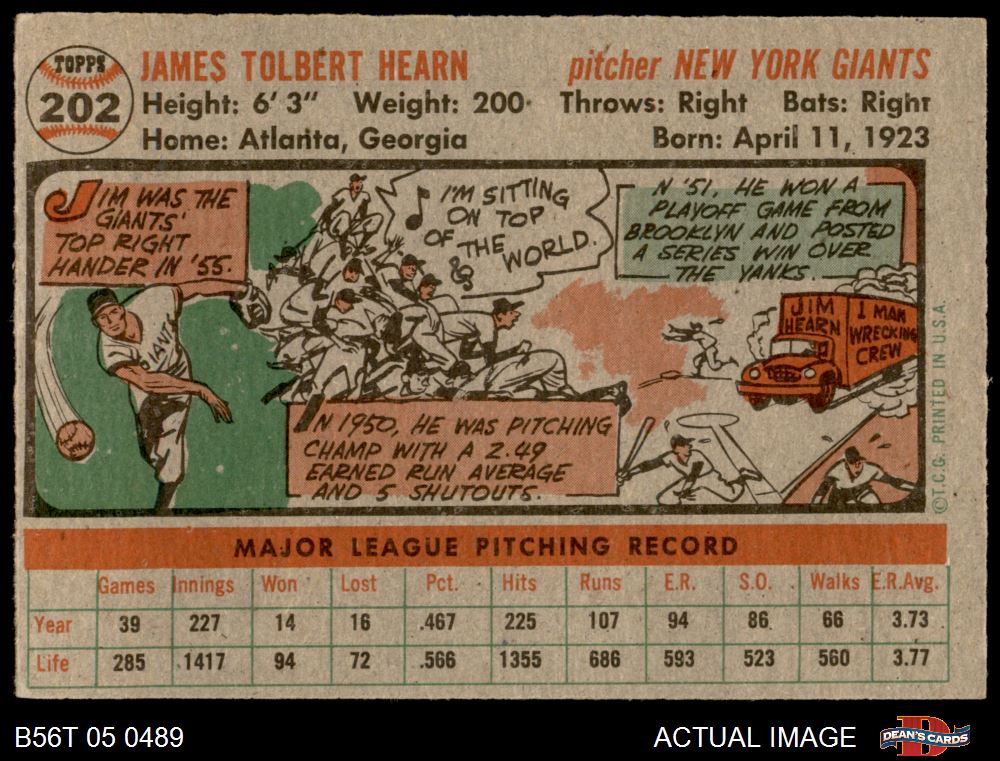 TOPPS
202
JAMES TOLBERT HEARN
pitcher NEW YORK GIANTS
Height: 6' 3" Weight: 200 Throws: Right Bats: Right
Home: Atlanta, Georgia
Born: April 11, 1923
JIM WAS THE
GIANTS'
TOP RIGHT
HANDER IN '55.
GIANT
I'M SITTING
ON TOP
OF THE
WORLD.
IN 1950, HE WAS PITCHING
CHAMP WITH A 2.49
EARNED RUN AVERAGE
AND 5 SHUTOUTS.
N '51, HE WON A
PLAYOFF GAME FROM
BROOKLYN AND POSTED
A SERIES WIN OVER
THE YANKS.
JIM
HEARN
1 MAN
WRECKING
CREW
©T.C.G. PRINTED IN U.S.A.
MAJOR LEAGUE PITCHING RECORD
Games Innings Won Lost Pct. Hits Runs E.R. S.O. Walks E.R.Avg.
Year 39 227 14 16 .467 225 107 94 86 66 3.73
Life 285 1417 94 72 .566 1355 686 593 523 560 3.77
B56T 05 0489
ACTUAL IMAGE
DEAN'S CARDS